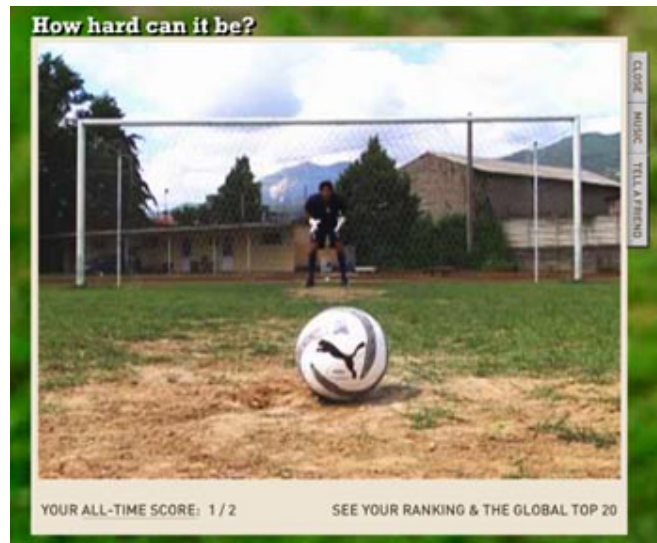 How hard can it be?
CLOSE
MUSIC
TELL A FRIEND
YOUR ALL-TIME SCORE: 1 / 2
SEE YOUR RANKING & THE GLOBAL TOP 20